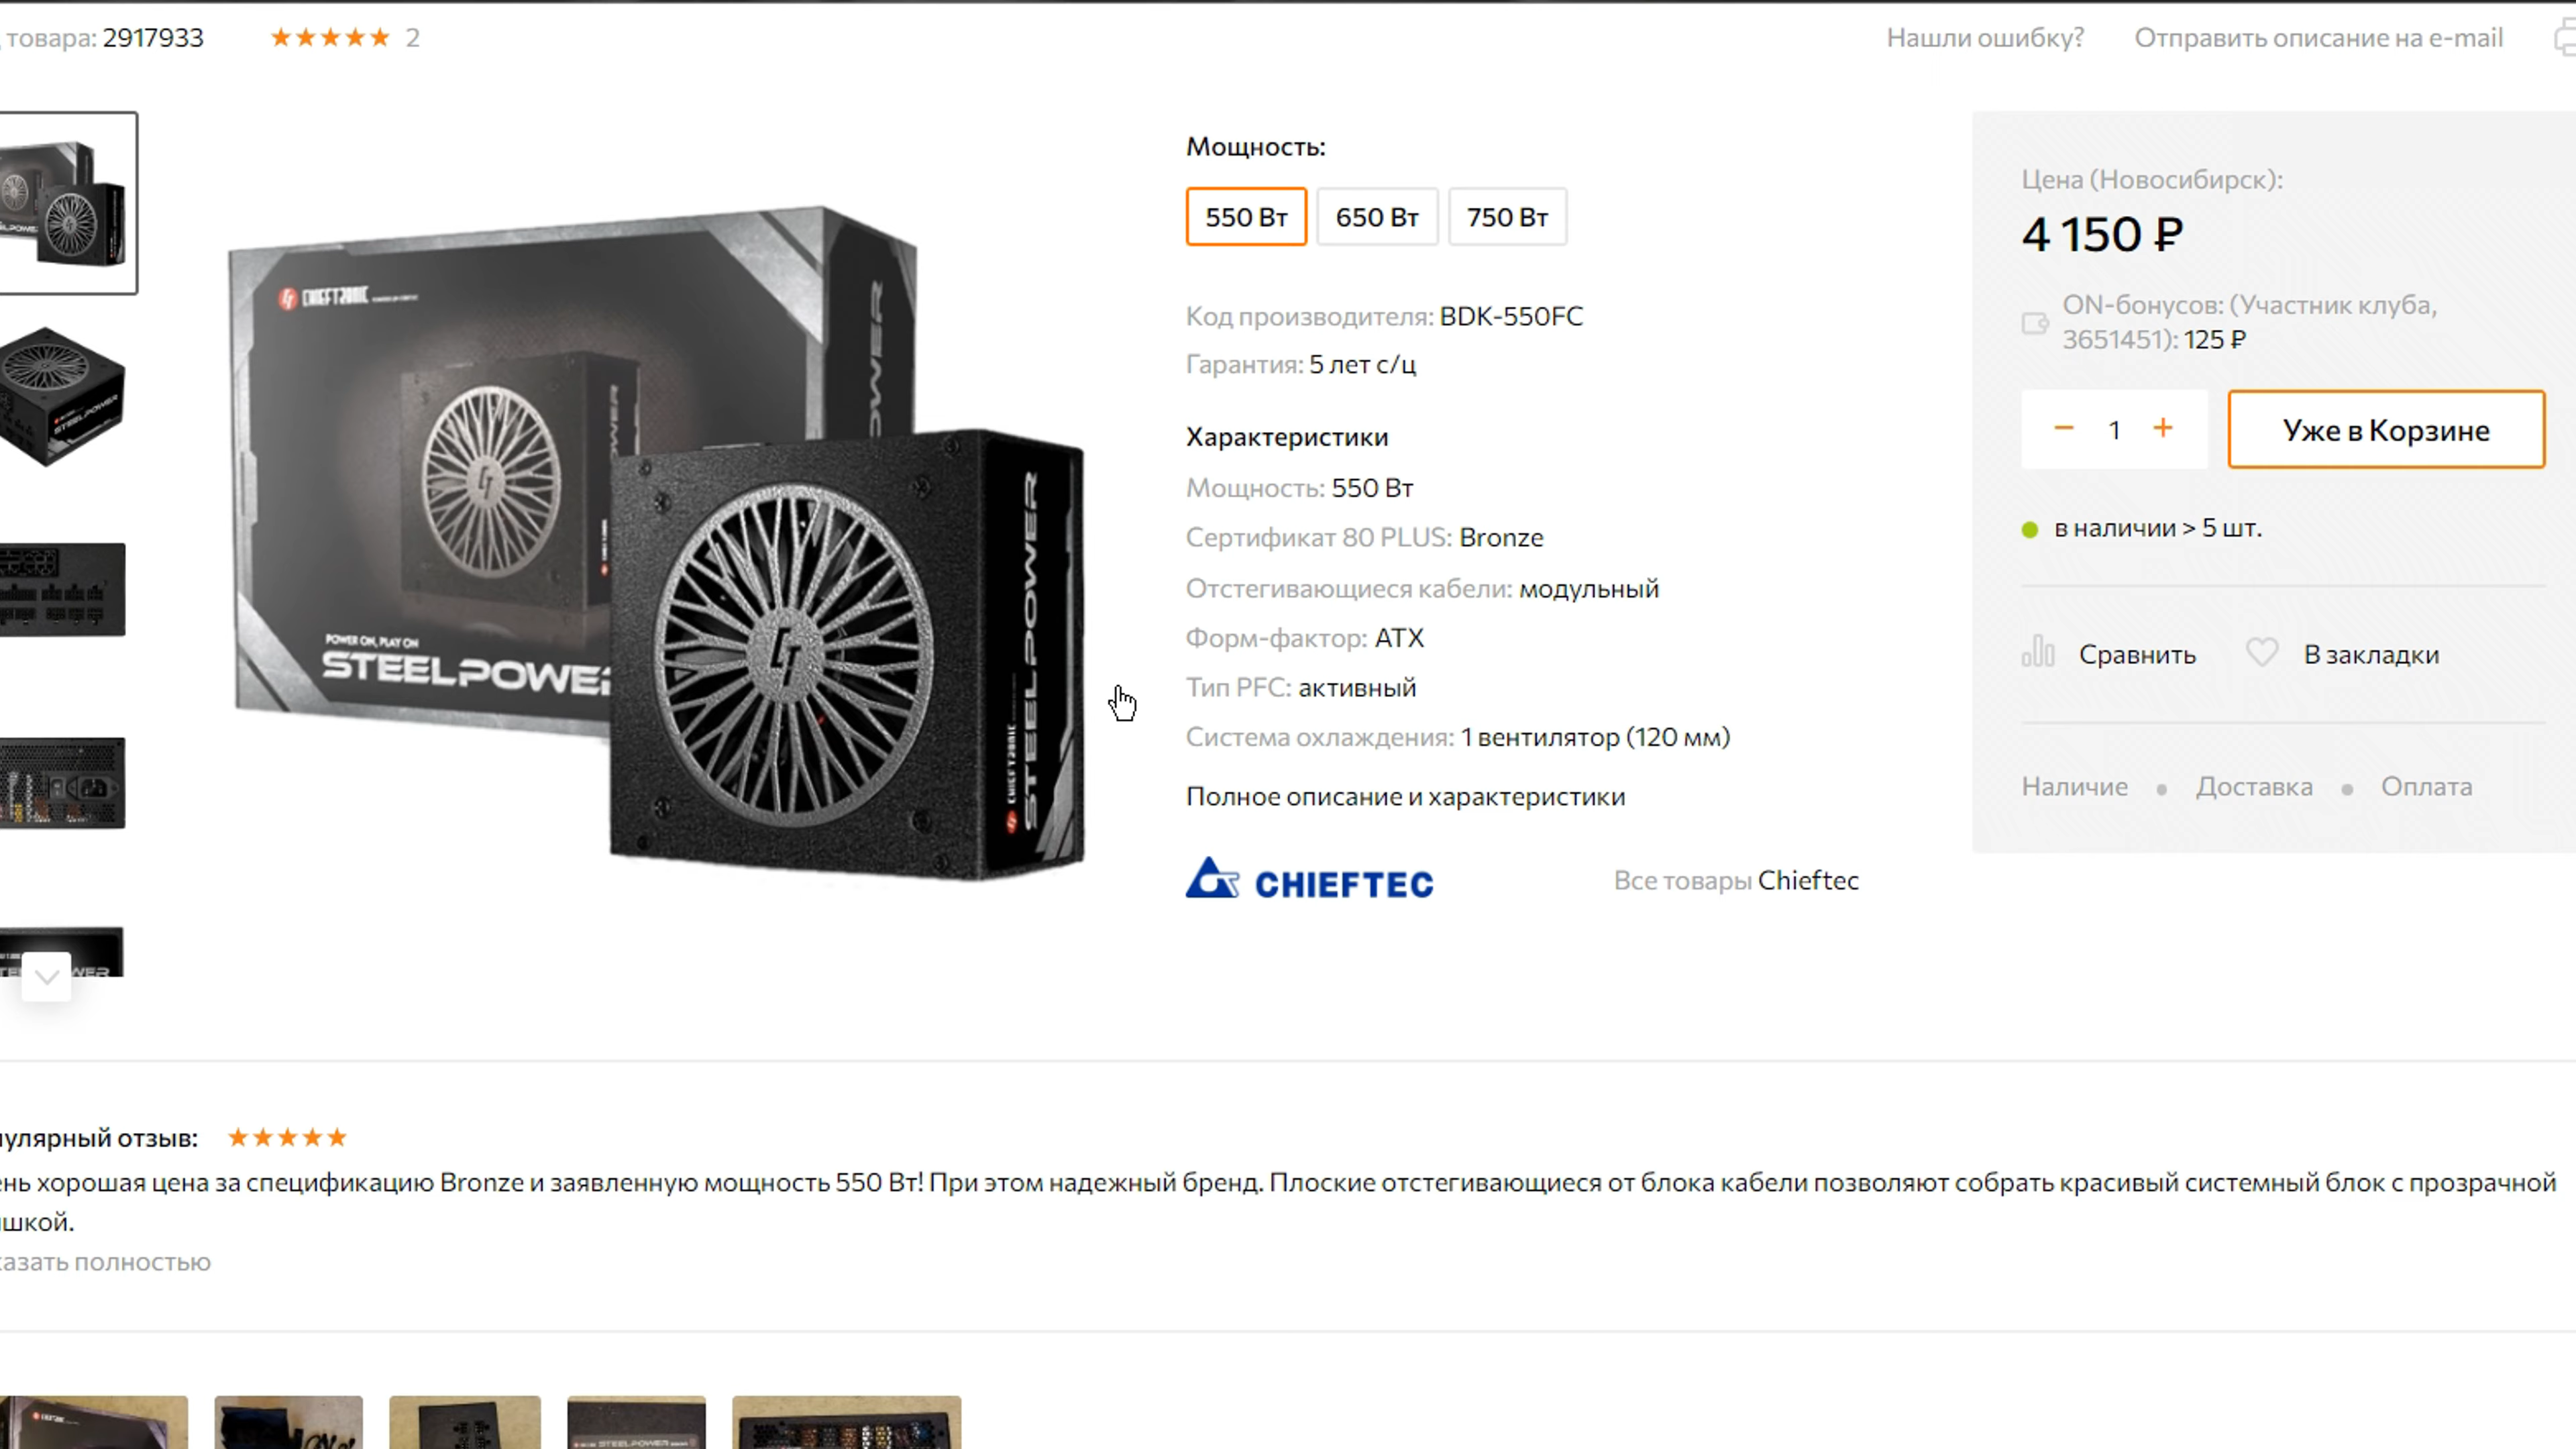 товара: 2917933
2
Нашли ошибку?
Отправить описание на e-mail
CHIEFTRONIC
POWER ON, PLAY ON
STEELPOWER
CHIEFTRONIC STEELPOWER
Мощность:
550 Вт
650 Вт
750 Вт
Код производителя: BDK-550FC
Гарантия: 5 лет с/ц
Характеристики
Мощность: 550 Вт
Сертификат 80 PLUS: Bronze
Отстегивающиеся кабели: модульный
Форм-фактор: ATX
Тип PFC: активный
Система охлаждения: 1 вентилятор (120 мм)
Полное описание и характеристики
CHIEFTEC
Все товары Chieftec
Цена (Новосибирск):
4 150 ₽
ON-бонусов: (Участник клуба,
3651451): 125 ₽
− 1 +
Уже в Корзине
в наличии > 5 шт.
Сравнить
В закладки
Наличие • Доставка • Оплата
улярный отзыв:
нь хорошая цена за спецификацию Bronze и заявленную мощность 550 Вт! При этом надежный бренд. Плоские отстегивающиеся от блока кабели позволяют собрать красивый системный блок с прозрачной
шкой.
азать полностью